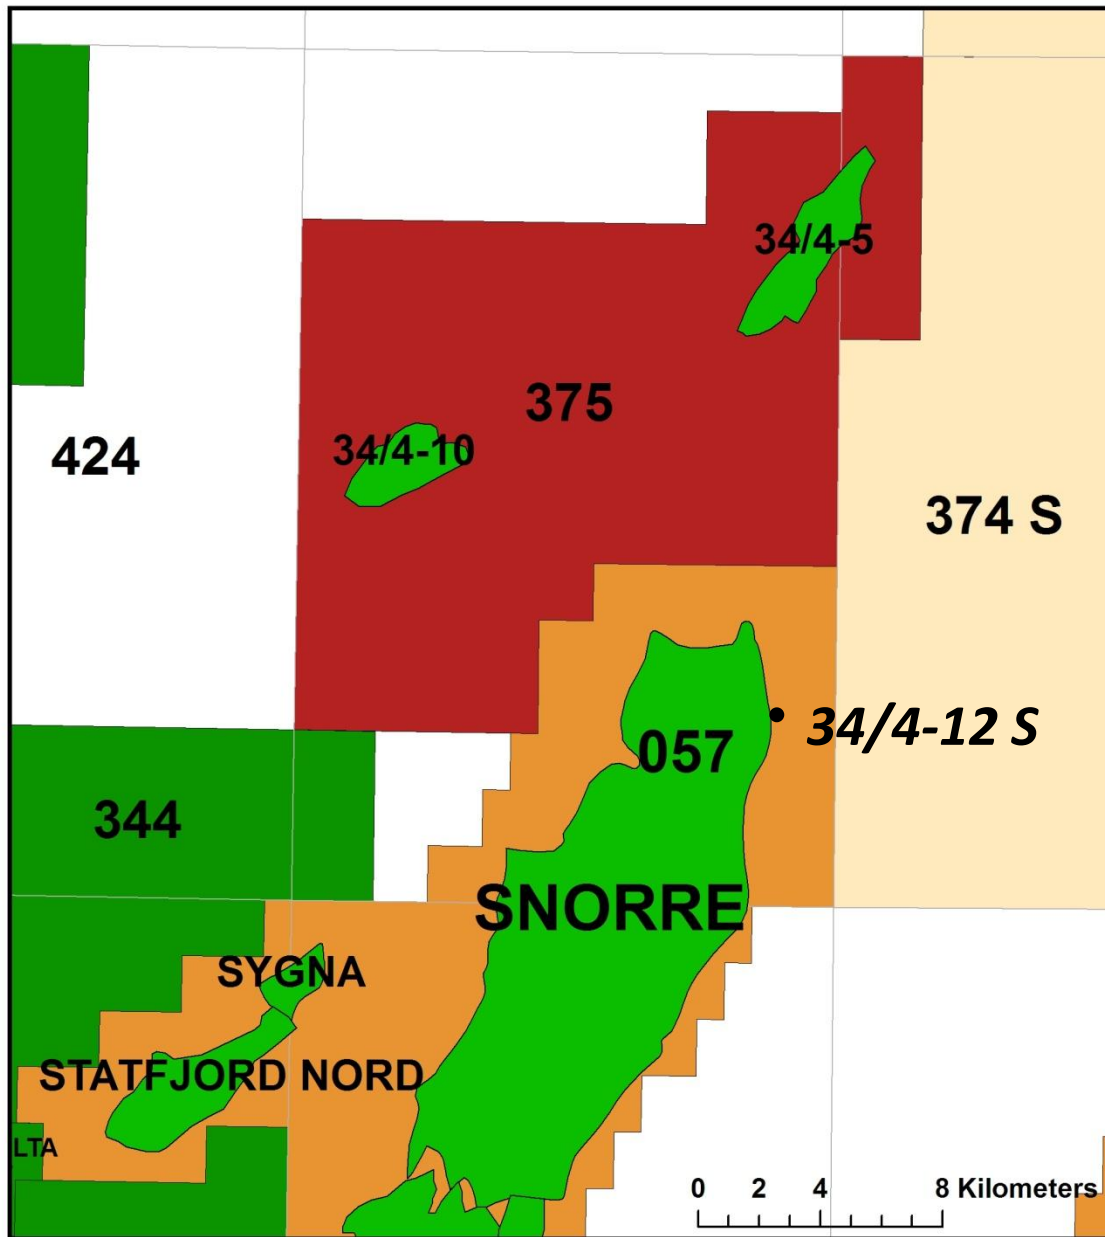 34/4-5
375
34/4-10
424
374 S
34/4-12 S
057
344
SNORRE
SYGNA
STATFJORD NORD
LTA
0 2 4 8 Kilometers